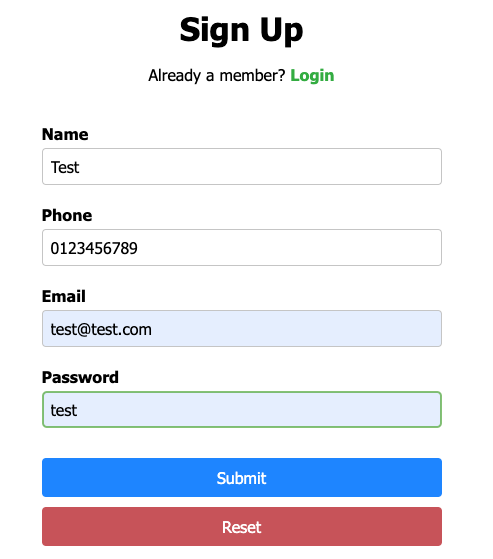 Sign Up
Already a member? Login
Name
Test
Phone
0123456789
Email
test@test.com
Password
test
Submit
Reset